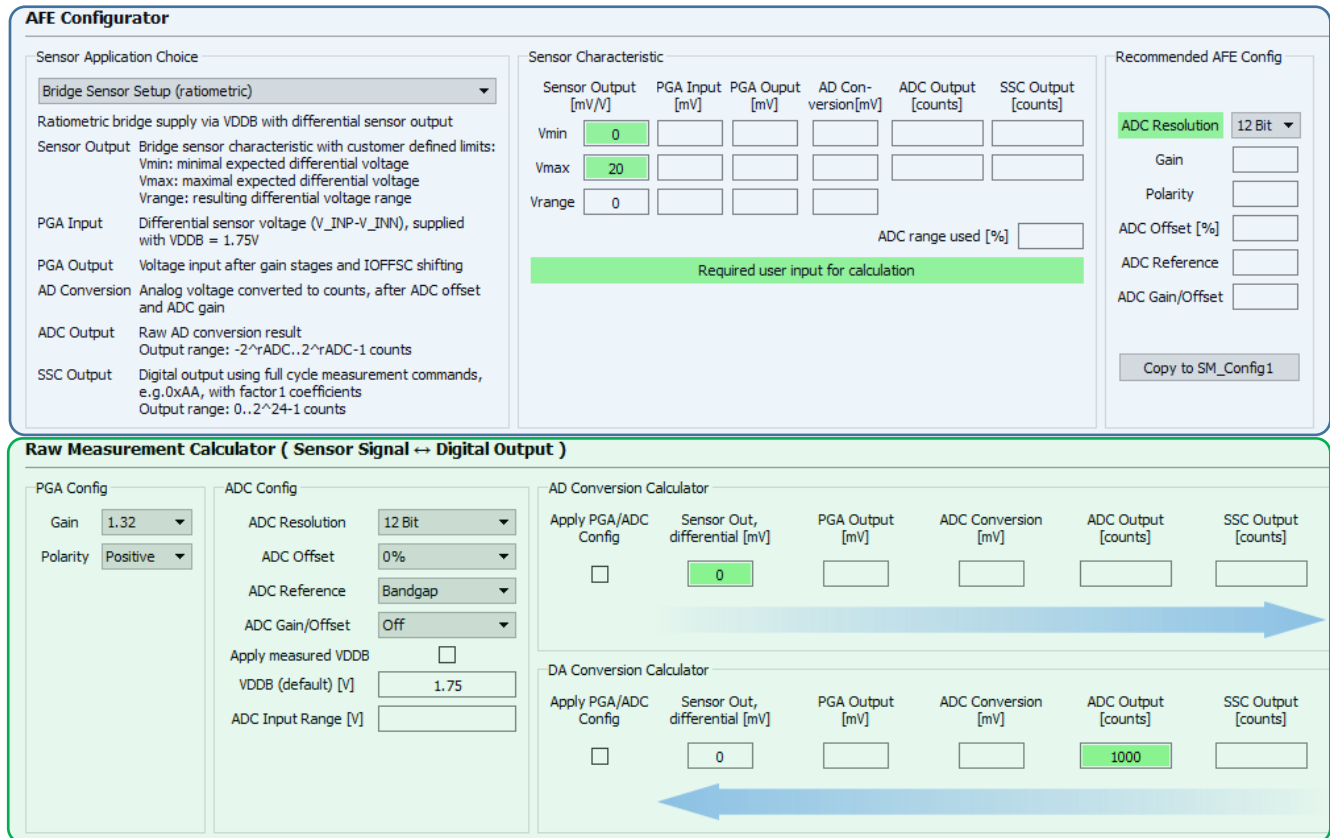 AFE Configurator
Sensor Application Choice
Bridge Sensor Setup (ratiometric)
Ratiometric bridge supply via VDDB with differential sensor output
Sensor Output Bridge sensor characteristic with customer defined limits:
Vmin: minimal expected differential voltage
Vmax: maximal expected differential voltage
Vrange: resulting differential voltage range
PGA Input Differential sensor voltage (V_INP-V_INN), supplied
with VDDB = 1.75V
PGA Output Voltage input after gain stages and IOFFSC shifting
AD Conversion Analog voltage converted to counts, after ADC offset
and ADC gain
ADC Output Raw AD conversion result
Output range: -2^rADC..2^rADC-1 counts
SSC Output Digital output using full cycle measurement commands,
e.g.0xAA, with factor1 coefficients
Output range: 0..2^24-1 counts
Sensor Characteristic
Sensor Output PGA Input PGA Ouput AD Con- ADC Output SSC Output
[mV/V] [mV] [mV] version[mV] [counts] [counts]
Vmin 0
Vmax 20
Vrange 0
ADC range used [%]
Required user input for calculation
Recommended AFE Config
ADC Resolution 12 Bit
Gain
Polarity
ADC Offset [%]
ADC Reference
ADC Gain/Offset
Copy to SM_Config1
Raw Measurement Calculator ( Sensor Signal ↔ Digital Output )
PGA Config
Gain 1.32
Polarity Positive
ADC Config
ADC Resolution 12 Bit
ADC Offset 0%
ADC Reference Bandgap
ADC Gain/Offset Off
Apply measured VDDB
VDDB (default) [V] 1.75
ADC Input Range [V]
AD Conversion Calculator
Apply PGA/ADC Sensor Out, PGA Output ADC Conversion ADC Output SSC Output
Config differential [mV] [mV] [mV] [counts] [counts]
0
DA Conversion Calculator
Apply PGA/ADC Sensor Out, PGA Output ADC Conversion ADC Output SSC Output
Config differential [mV] [mV] [mV] [counts] [counts]
0 1000